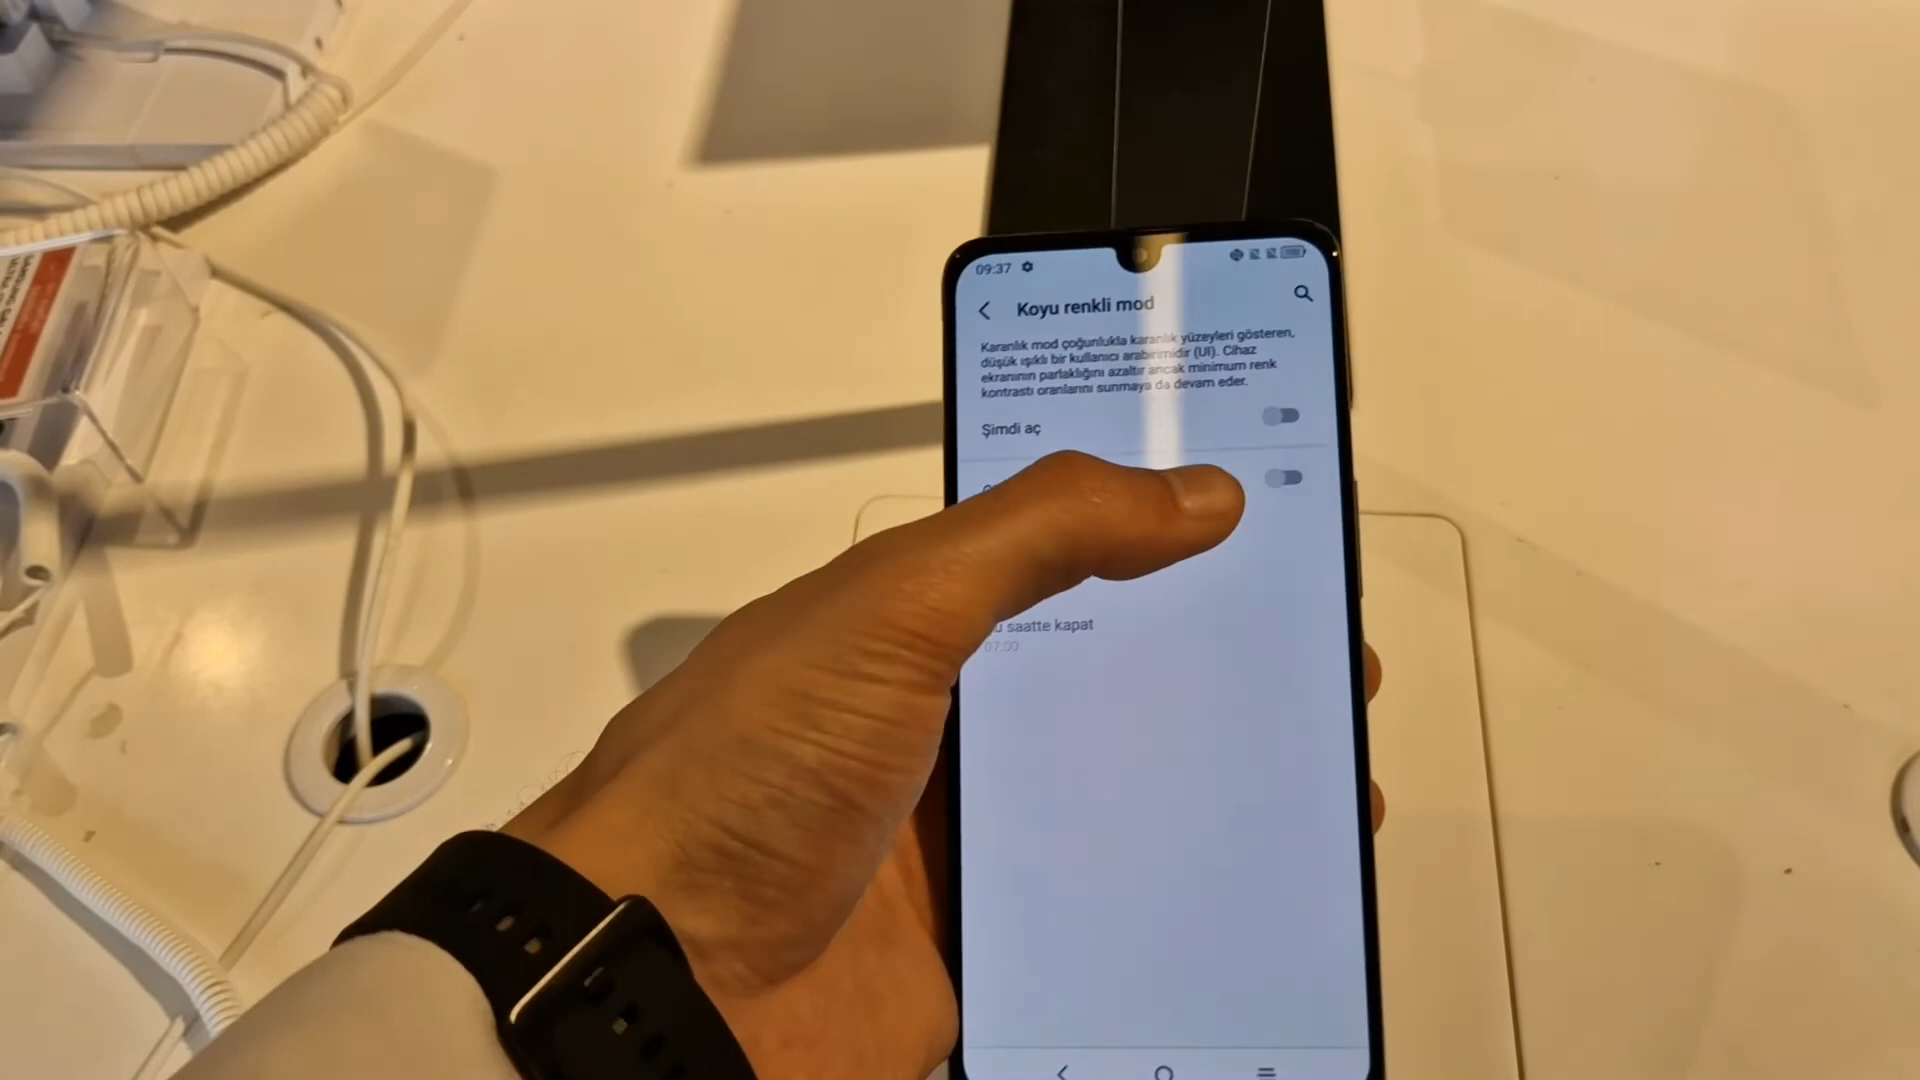 09:37
Koyu renkli mod
Karanlık mod çoğunlukla karanlık yüzeyleri gösteren,
düşük ışıklı bir kullanıcı arabirimidir (UI). Cihaz
ekranının parlaklığını azaltır ancak minimum renk
kontrastı oranlarını sunmaya da devam eder.
Şimdi aç
saatte kapat
07:00